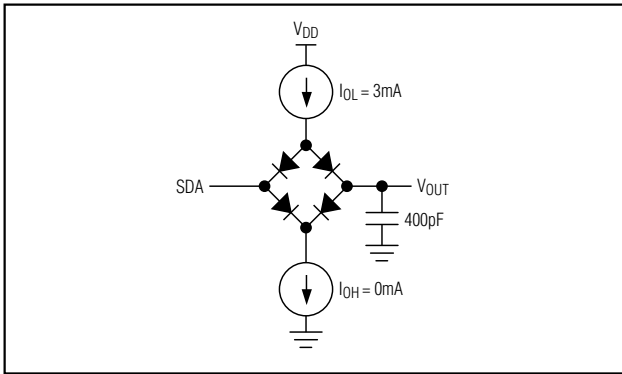 VDD
IOL = 3mA
SDA
VOUT
400pF
IOH = 0mA